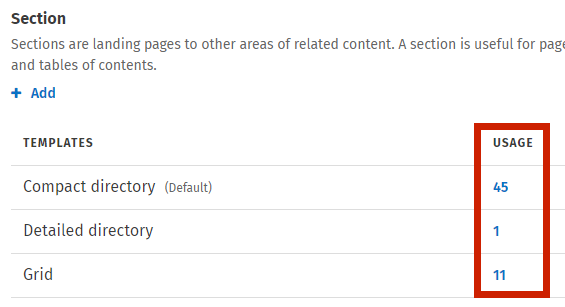 Section
Sections are landing pages to other areas of related content. A section is useful for page
and tables of contents.
+ Add
TEMPLATES USAGE
Compact directory (Default) 45
Detailed directory 1
Grid 11